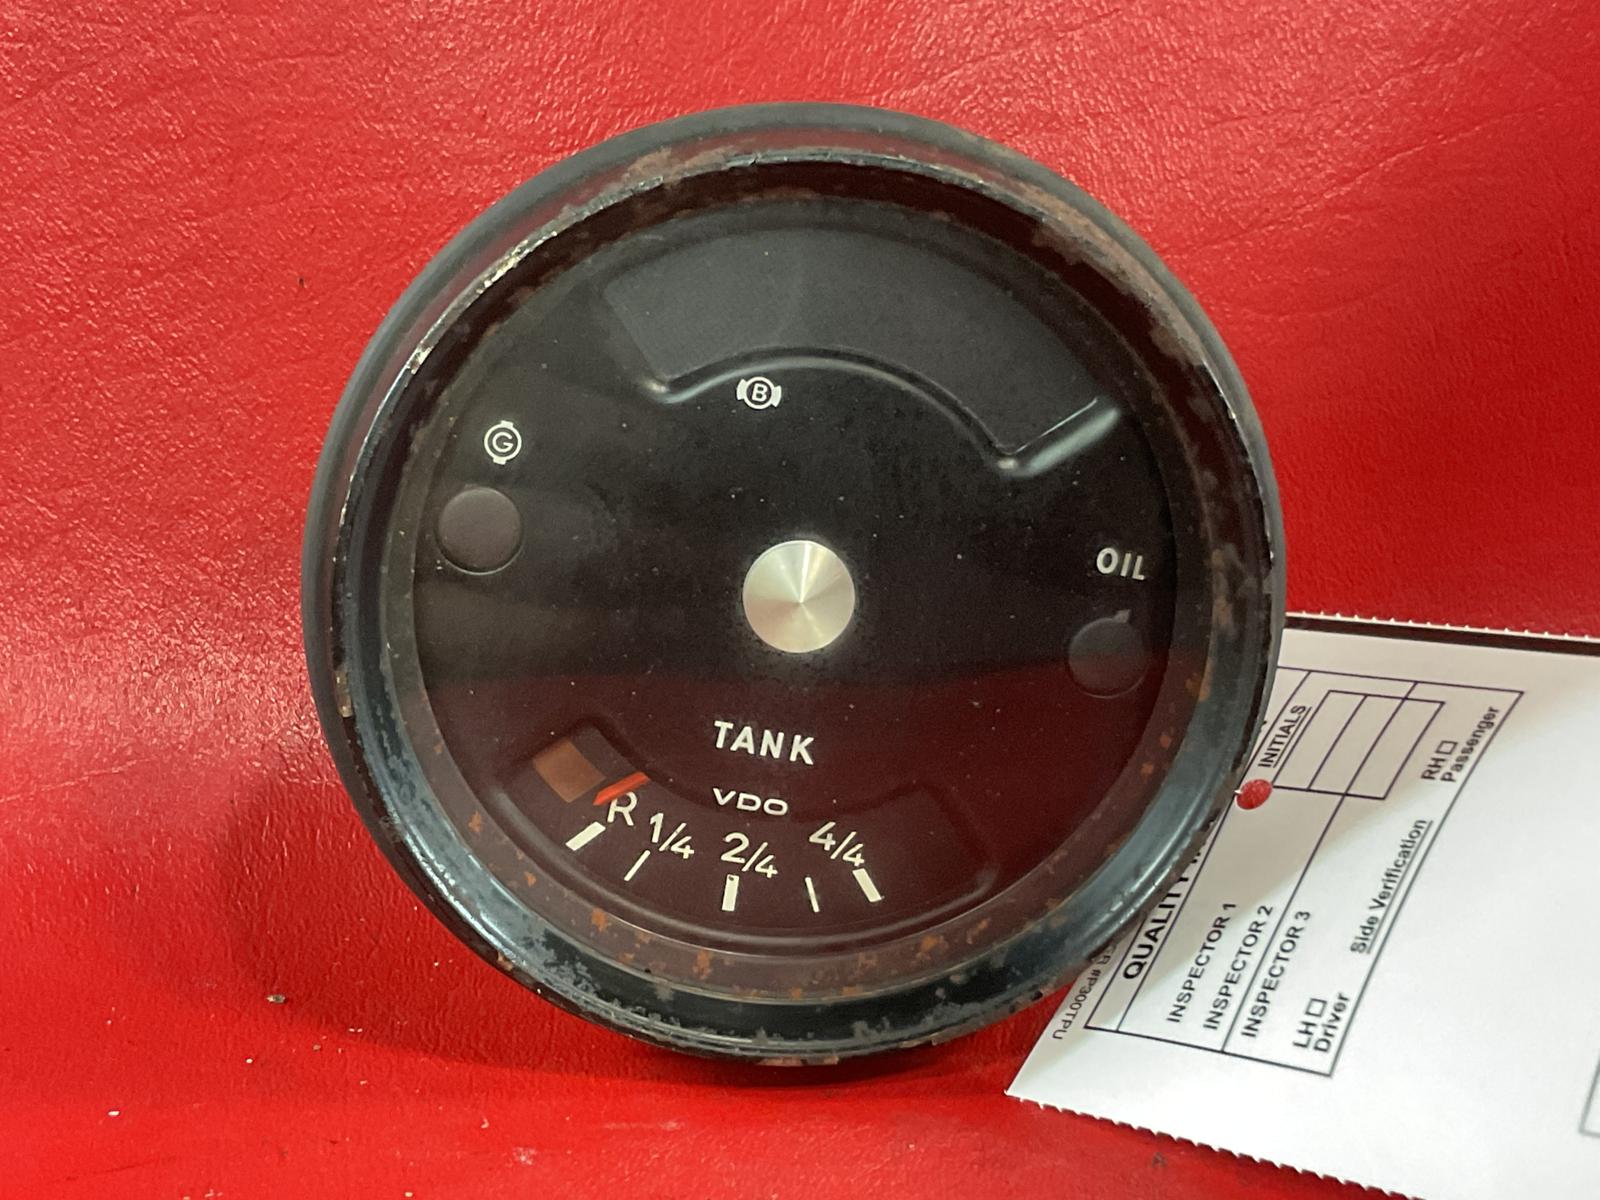 B
G
OIL
TANK
VDO
R 1/4 2/4 4/4
INITIALS
INSPECTOR 1
INSPECTOR 2
INSPECTOR 3
Side Verification
LH
Driver
RH
Passenger